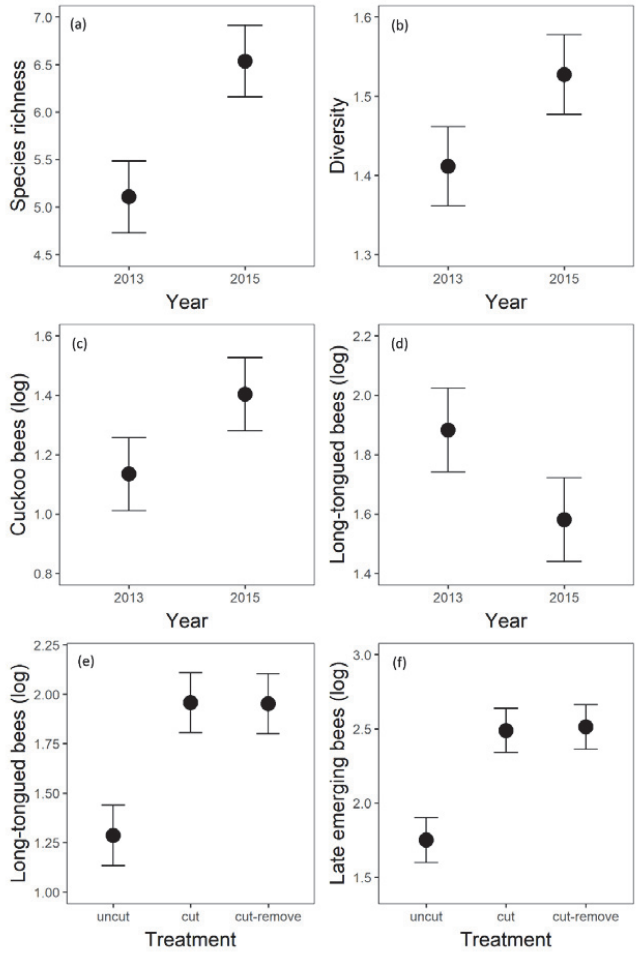 (a)
Species richness
7.0
6.5
6.0
5.5
5.0
4.5
2013
2015
Year
(b)
Diversity
1.6
1.5
1.4
1.3
2013
2015
Year
(c)
Cuckoo bees (log)
1.6
1.4
1.2
1.0
0.8
2013
2015
Year
(d)
Long-tongued bees (log)
2.2
2.0
1.8
1.6
1.4
2013
2015
Year
(e)
Long-tongued bees (log)
2.25
2.00
1.75
1.50
1.25
1.00
uncut
cut
cut-remove
Treatment
(f)
Late emerging bees (log)
3.0
2.5
2.0
1.5
uncut
cut
cut-remove
Treatment